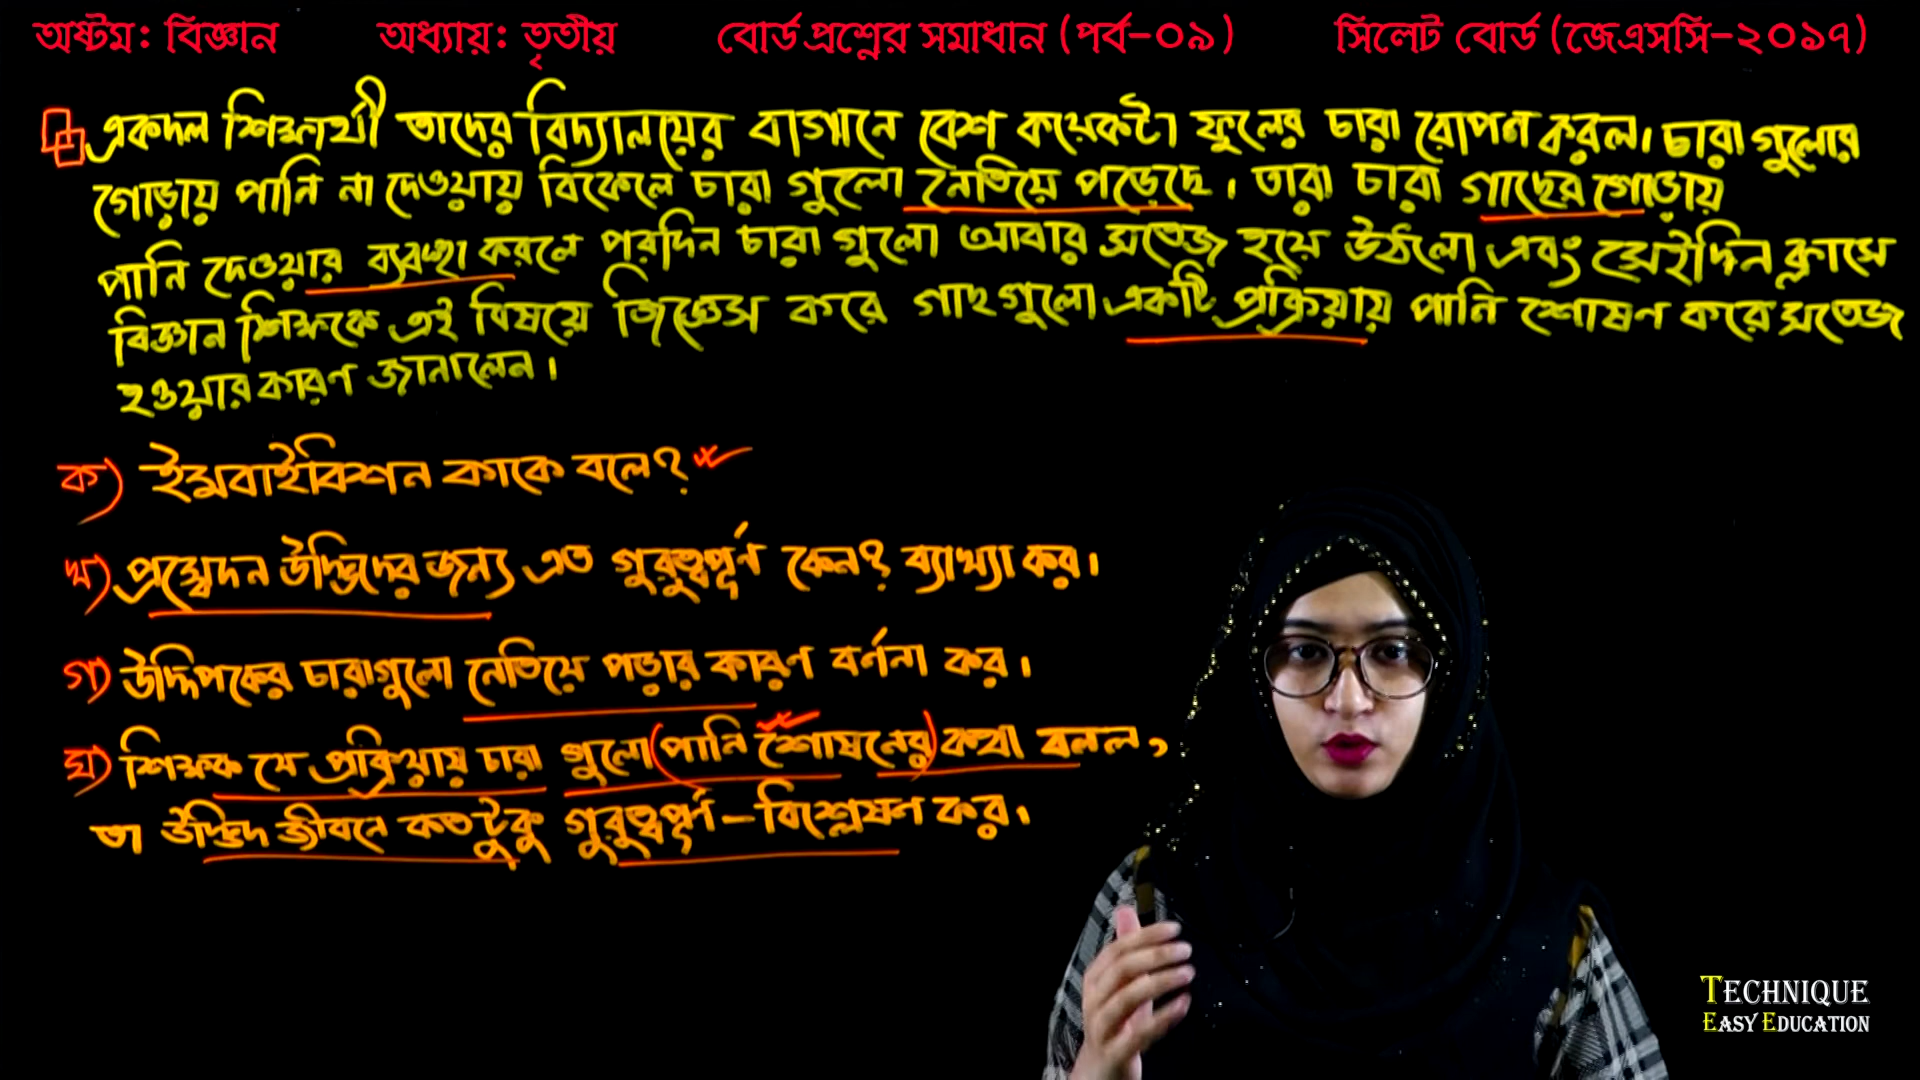 অষ্টম: বিজ্ঞান অধ্যায়: তৃতীয় বোর্ড প্রশ্নের সমাধান (পর্ব-০৯) সিলেট বোর্ড (জেএসসি-২০১৭)
একদল শিক্ষার্থী তাদের বিদ্যালয়ের বাগানে বেশ কয়েকটা ফুলের চারা রোপন করল। চারা গুলোর
গোড়ায় পানি না দেওয়ায় বিকেলে চারা গুলো নেতিয়ে পড়েছে। তারা চারা গাছের গোড়ায়
পানি দেওয়ার ব্যবস্থা করলে পরদিন চারা গুলো আবার সতেজ হয়ে উঠলো এবং সেইদিন ক্লাসে
বিজ্ঞান শিক্ষককে এই বিষয়ে জিজ্ঞেস করে গাছগুলো একটি প্রক্রিয়ায় পানি শোষণ করে সতেজ
হওয়ার কারণ জানালেন।
ক) ইমবাইবিশন কাকে বলে?
খ) প্রস্বেদন উদ্ভিদের জন্য এত গুরুত্বপূর্ণ কেন? ব্যাখ্যা কর।
গ) উদ্দিপকের চারাগুলো নেতিয়ে পড়ার কারণ বর্ণনা কর।
ঘ) শিক্ষক যে প্রক্রিয়ায় চারা গুলো (পানি শোষনের) কথা বলল,
তা উদ্ভিদ জীবনে কতটুকু গুরুত্বপূর্ণ - বিশ্লেষণ কর।
TECHNIQUE
EASY EDUCATION